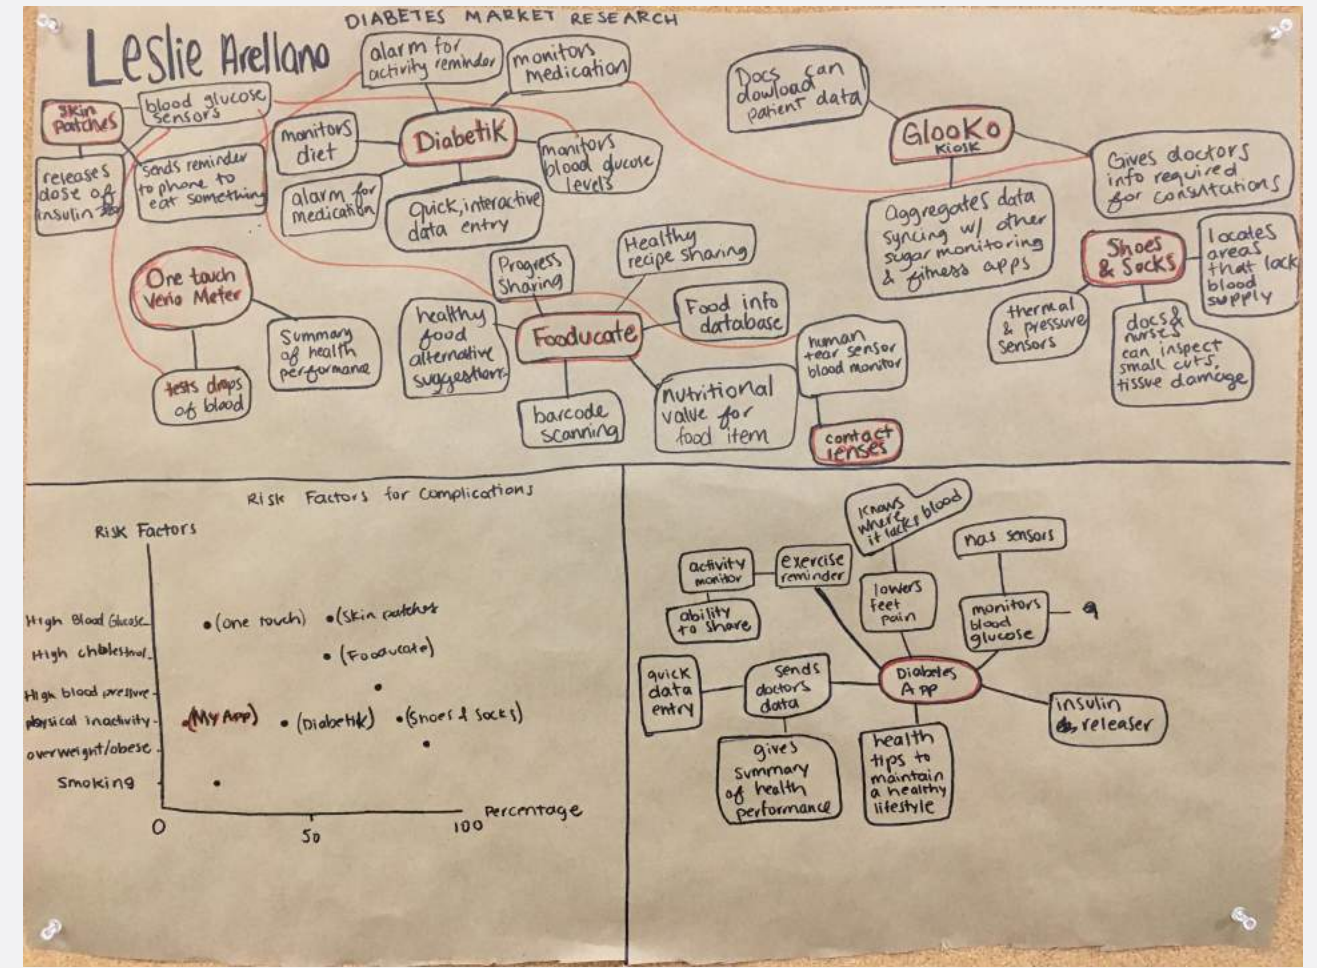 DIABETES MARKET RESEARCH
Leslie Arellano
skin
patches
blood glucose
sensors
releases
dose of
insulin
sends reminder
to phone to
eat something
alarm for
activity reminder
monitors
medication
monitors
diet
Diabetik
monitors
blood glucose
levels
alarm for
medication
Quick, interactive
data entry
Docs can
dowload
patient data
Glooko
Kiosk
Gives doctors
info required
for consultations
Aggregates data
syncing w/ other
sugar monitoring
& fitness apps
Shoes
& Socks
locates
areas
that lack
blood
supply
thermal
& pressure
sensors
docs &
nurses
can inspect
small cuts,
tissue damage
One touch
Verio Meter
Summary
of health
performance
tests drops
of blood
Progress
Sharing
Healthy
recipe sharing
healthy
food
alternative
suggestions
Fooducate
Food info
database
barcode
scanning
nutritional
value for
food item
human
tear sensor
blood monitor
contact
lenses
Risk Factors for Complications
Risk Factors
High Blood Glucose
High cholestrol
High blood pressure
physical inactivity
overweight/obese
Smoking
(one touch)
(Skin patches
(Fooducate)
(My App)
(Diabetik)
(Shoes & Socks)
0
50
100
Percentage
knows
where
it lacks blood
has sensors
activity
monitor
exercise
reminder
ability
to share
lowers
feet
pain
monitors
blood
glucose
quick
data
entry
sends
doctors
data
Diabetes
App
insulin
releaser
gives
summary
of health
performance
health
tips to
maintain
a healthy
lifestyle